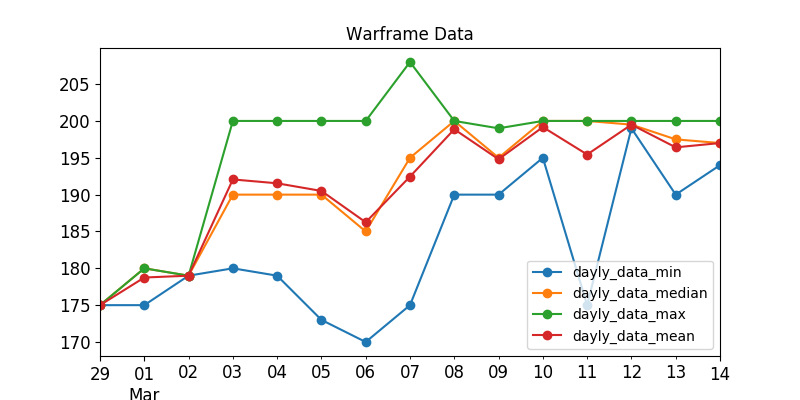 Warframe Data
205
200
195
190
185
180
175
170
dayly_data_min
dayly_data_median
dayly_data_max
dayly_data_mean
29 01 02 03 04 05 06 07 08 09 10 11 12 13 14
Mar